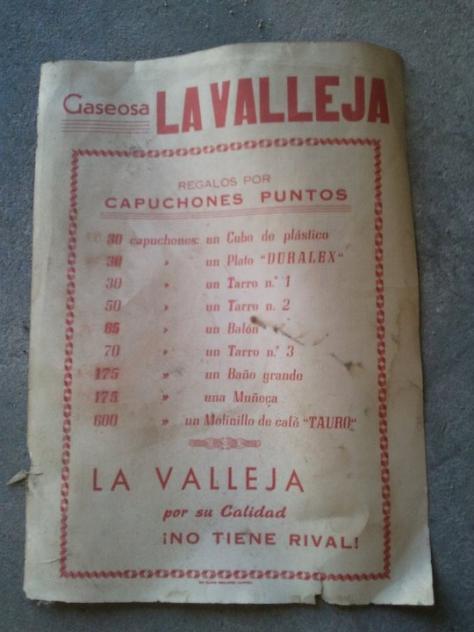 Gaseosa LA VALLEJA
REGALOS POR
CAPUCHONES PUNTOS
30 capuchones: un Cubo de plástico
30 » un Plato "DURALEX"
30 » un Tarro n.º 1
50 » un Tarro n. 2
65 » un Balón
70 » un Tarro n.º 3
175 » un Baño grande
175 » una Muñeca
600 » un Molinillo de café "TAURO"
LA VALLEJA
por su Calidad
¡NO TIENE RIVAL!